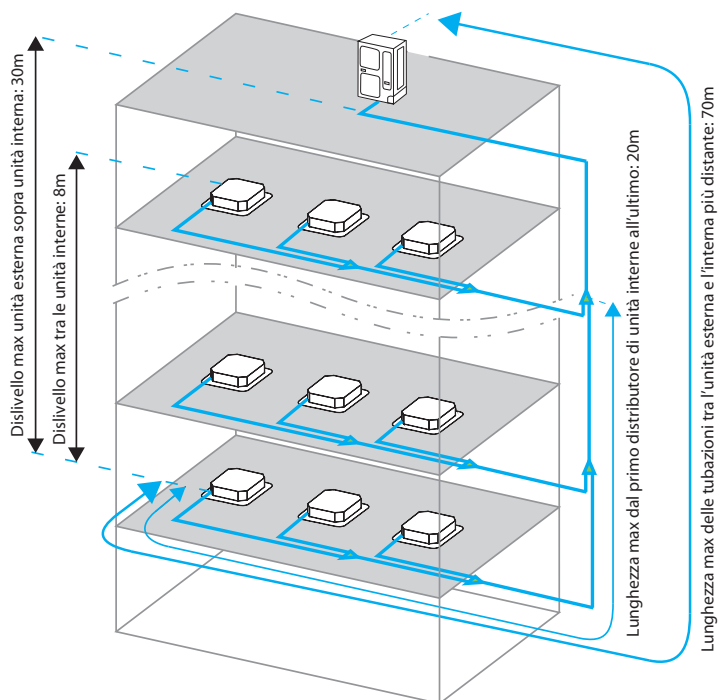 Dislivello max unità esterna sopra unità interna: 30m
Dislivello max tra le unità interne: 8m
Lunghezza max dal primo distributore di unità interne all'ultimo: 20m
Lunghezza max delle tubazioni tra l'unità esterna e l'interna più distante: 70m